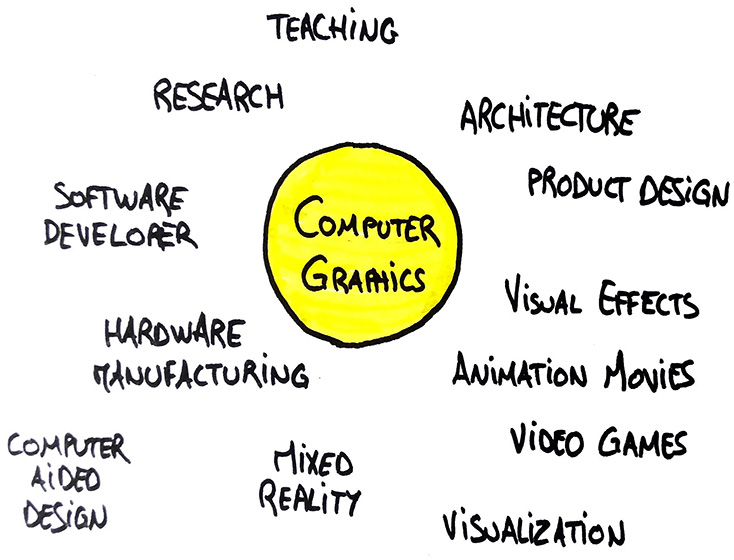 TEACHING
RESEARCH
ARCHITECTURE
PRODUCT DESIGN
SOFTWARE
DEVELOPER
COMPUTER
GRAPHICS
VISUAL EFFECTS
HARDWARE
MANUFACTURING
ANIMATION MOVIES
VIDEO GAMES
COMPUTER
AIDED
DESIGN
MIXED
REALITY
VISUALIZATION